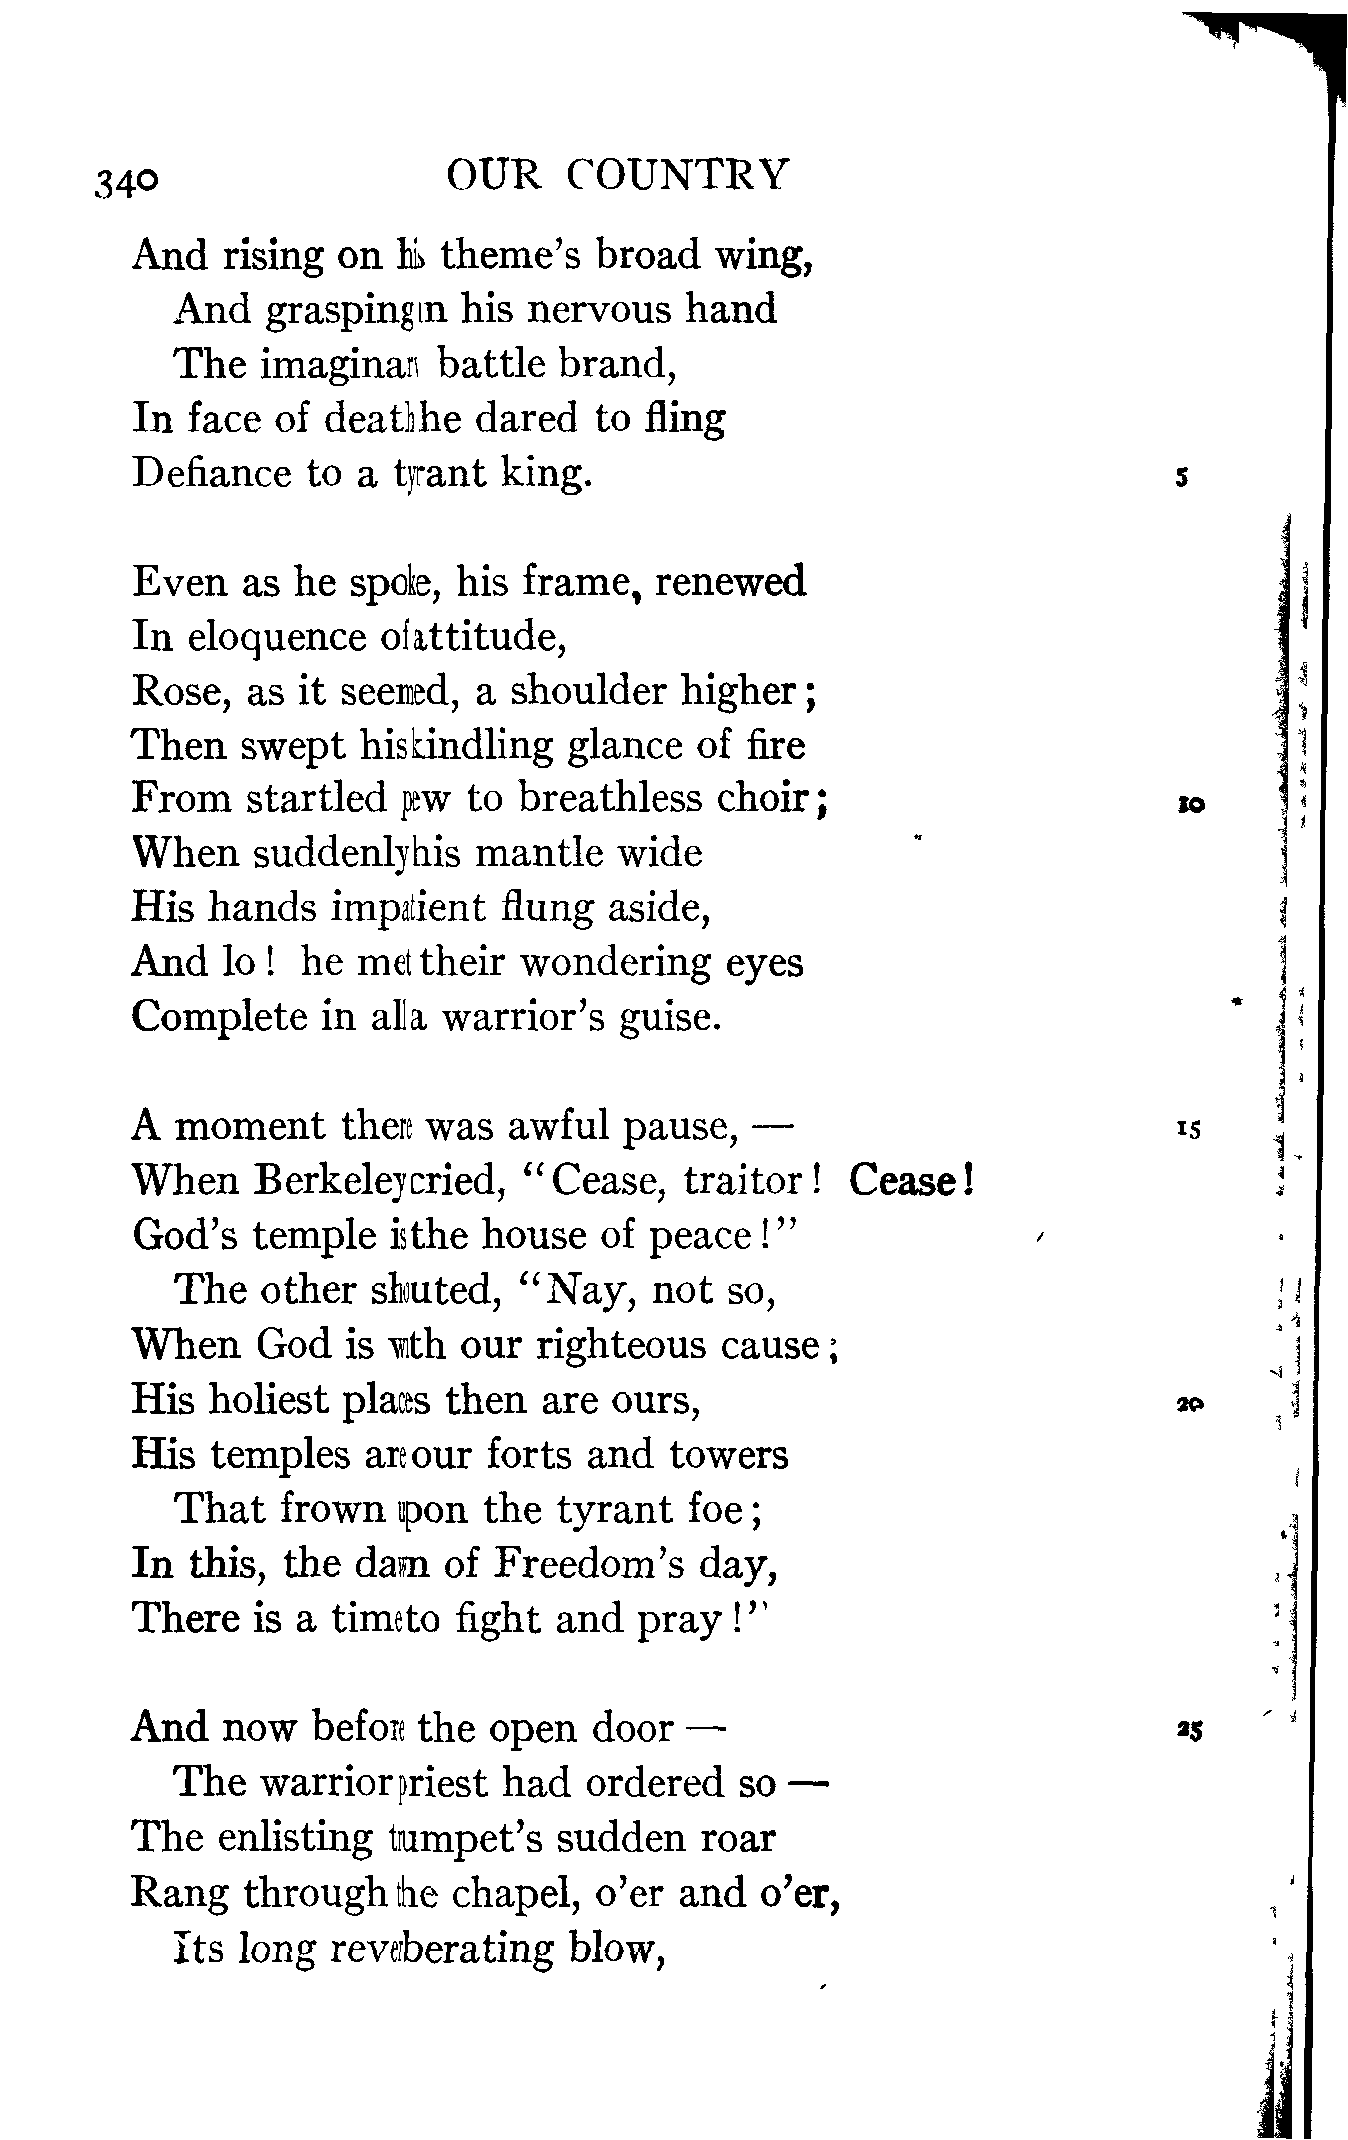 340 OUR COUNTRY
And rising on his theme's broad wing,
And grasping in his nervous hand
The imaginary battle brand,
In face of death he dared to fling
Defiance to a tyrant king. 5
Even as he spoke, his frame, renewed
In eloquence of attitude,
Rose, as it seemed, a shoulder higher;
Then swept his kindling glance of fire
From startled pew to breathless choir; 10
When suddenly his mantle wide
His hands impatient flung aside,
And lo! he met their wondering eyes
Complete in all a warrior's guise.
A moment there was awful pause, —
15
When Berkeley cried, "Cease, traitor! Cease!
God's temple is the house of peace!"
The other shouted, "Nay, not so,
When God is with our righteous cause;
His holiest places then are ours, 20
His temples are our forts and towers
That frown upon the tyrant foe;
In this, the dawn of Freedom's day,
There is a time to fight and pray!"
And now before the open door — 25
The warrior priest had ordered so —
The enlisting trumpet's sudden roar
Rang through the chapel, o'er and o'er,
Its long reverberating blow,